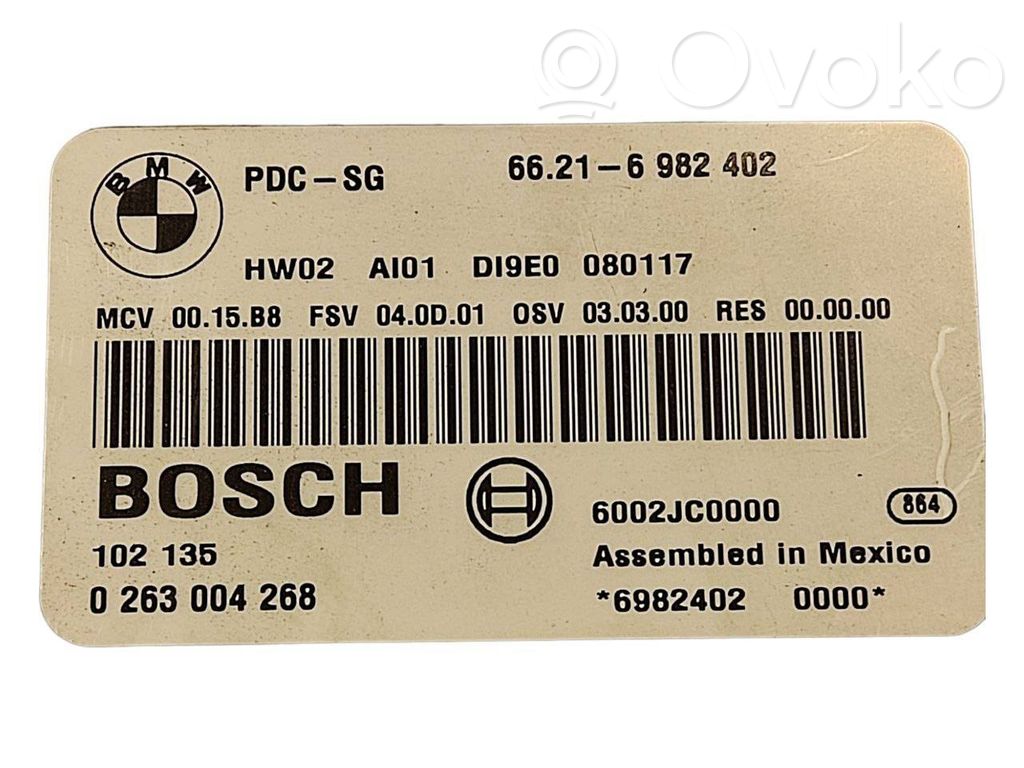 Ovoko
BMW PDC-SG 66.21-6 982 402
HW02 AI01 DI9E0 080117
MCV 00.15.B8 FSV 04.0D.01 OSV 03.03.00 RES 00.00.00
BOSCH
6002JC0000 864
102 135 Assembled in Mexico
0 263 004 268 *6982402 0000*